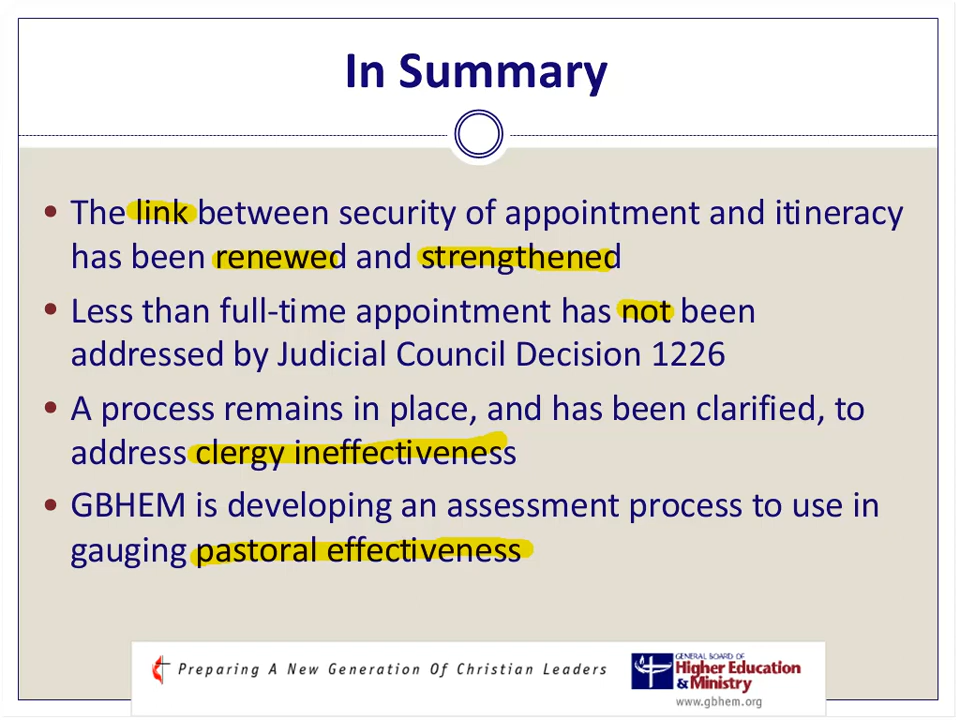 In Summary
• The link between security of appointment and itineracy
has been renewed and strengthened
• Less than full-time appointment has not been
addressed by Judicial Council Decision 1226
• A process remains in place, and has been clarified, to
address clergy ineffectiveness
• GBHEM is developing an assessment process to use in
gauging pastoral effectiveness
Preparing A New Generation Of Christian Leaders
GENERAL BOARD OF
Higher Education
& Ministry
www.gbhem.org